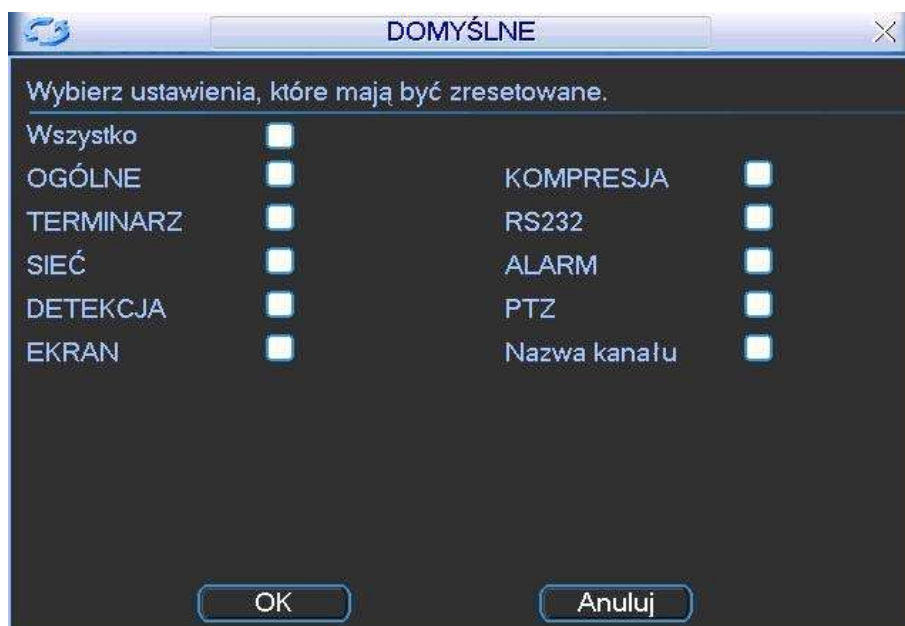 DOMYŚLNE
Wybierz ustawienia, które mają być zresetowane.
Wszystko
OGÓLNE KOMPRESJA
TERMINARZ RS232
SIEĆ ALARM
DETEKCJA PTZ
EKRAN Nazwa kanału
OK Anuluj